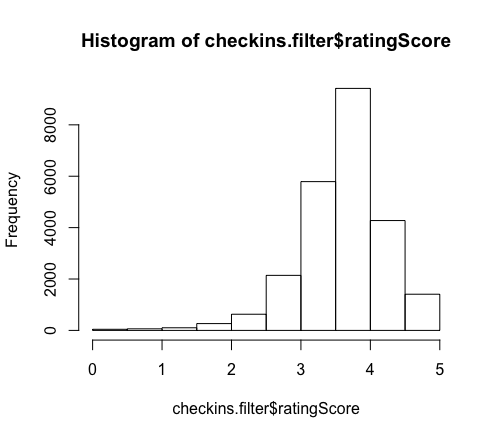 Histogram of checkins.filter$ratingScore
Frequency
8000
6000
4000
2000
0
0 1 2 3 4 5
checkins.filter$ratingScore